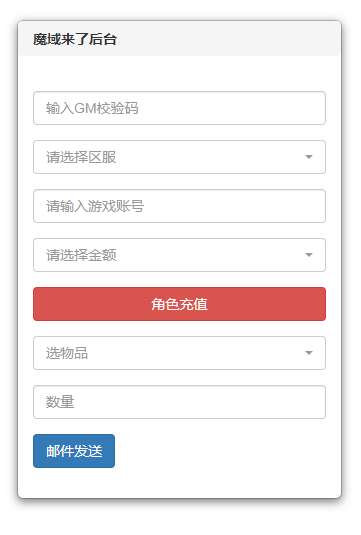 魔域来了后台
输入GM校验码
请选择区服
请输入游戏账号
请选择金额
角色充值
选物品
数量
邮件发送